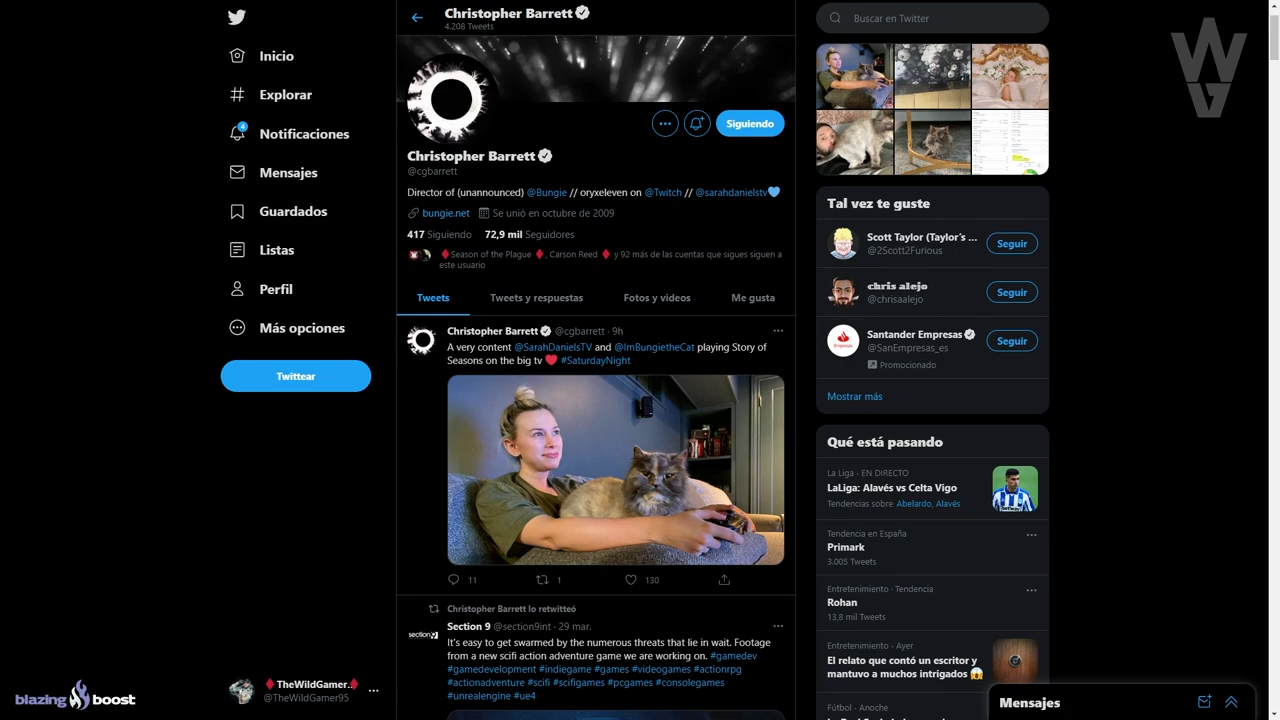 Christopher Barrett
4.208 Tweets
Buscar en Twitter
Inicio
Explorar
4
Notificaciones
Mensajes
Guardados
Listas
Perfil
Más opciones
Twittear
Siguiendo
Christopher Barrett
@cgbarrett
Director of (unannounced) @Bungie // oryxeleven on @Twitch // @sarahdanielstv💙
bungie.net Se unió en octubre de 2009
417 Siguiendo 72,9 mil Seguidores
♦️Season of the Plague ♦️, Carson Reed ♦️ y 92 más de las cuentas que sigues siguen a
este usuario
Tweets Tweets y respuestas Fotos y videos Me gusta
Christopher Barrett @cgbarrett · 9h
A very content @SarahDanielsTV and @ImBungietheCat playing Story of
Seasons on the big tv ❤️ #SaturdayNight
11 1 130
Christopher Barrett lo retwitteó
section9
Section 9 @section9int · 29 mar.
It's easy to get swarmed by the numerous threats that lie in wait. Footage
from a new scifi action adventure game we are working on. #gamedev
#gamedevelopment #indiegame #games #videogames #actionrpg
#actionadventure #scifi #scifigames #pcgames #consolegames
#unrealengine #ue4
Tal vez te guste
Scott Taylor (Taylor's ...
@2Scott2Furious
Seguir
chris alejo
@chrisaalejo
Seguir
Santander Empresas
@SanEmpresas_es
Promocionado
Seguir
Mostrar más
Qué está pasando
La Liga · EN DIRECTO
LaLiga: Alavés vs Celta Vigo
Tendencias sobre Abelardo, Alavés
Tendencia en España
Primark
3.005 Tweets
Entretenimiento · Tendencia
Rohan
13,8 mil Tweets
Entretenimiento · Ayer
El relato que contó un escritor y
mantuvo a muchos intrigados 😱
Fútbol · Anoche
Mensajes
♦️ TheWildGamer..♦️
@TheWildGamer95
blazing boost